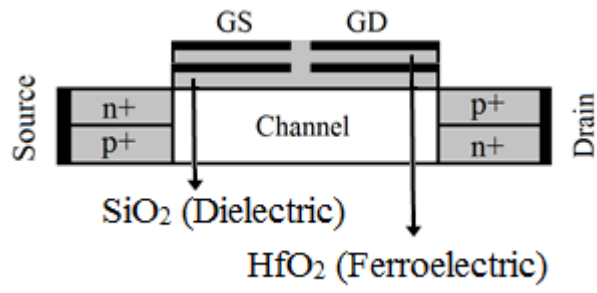 GS GD
Source
n+
p+
Channel
p+
n+
Drain
SiO₂ (Dielectric)
HfO₂ (Ferroelectric)